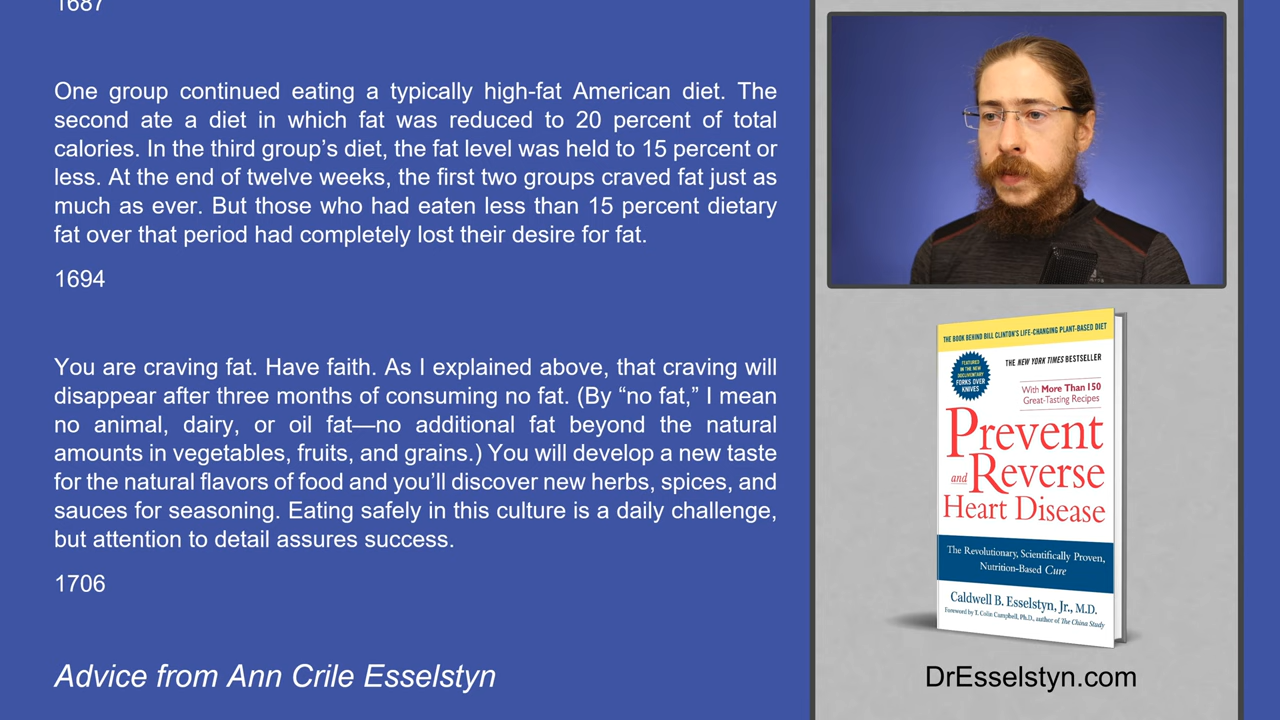 1687
One group continued eating a typically high-fat American diet. The
second ate a diet in which fat was reduced to 20 percent of total
calories. In the third group’s diet, the fat level was held to 15 percent or
less. At the end of twelve weeks, the first two groups craved fat just as
much as ever. But those who had eaten less than 15 percent dietary
fat over that period had completely lost their desire for fat.
1694
You are craving fat. Have faith. As I explained above, that craving will
disappear after three months of consuming no fat. (By “no fat,” I mean
no animal, dairy, or oil fat—no additional fat beyond the natural
amounts in vegetables, fruits, and grains.) You will develop a new taste
for the natural flavors of food and you’ll discover new herbs, spices, and
sauces for seasoning. Eating safely in this culture is a daily challenge,
but attention to detail assures success.
1706
Advice from Ann Crile Esselstyn
THE BOOK BEHIND BILL CLINTON'S LIFE-CHANGING PLANT-BASED DIET
FEATURED
IN THE NEW
DOCUMENTARY
FORKS OVER
KNIVES
THE NEW YORK TIMES BESTSELLER
With More Than 150
Great-Tasting Recipes
Prevent
and Reverse
Heart Disease
The Revolutionary, Scientifically Proven,
Nutrition-Based Cure
Caldwell B. Esselstyn, Jr., M.D.
Foreword by T. Colin Campbell, Ph.D., author of The China Study
DrEsselstyn.com